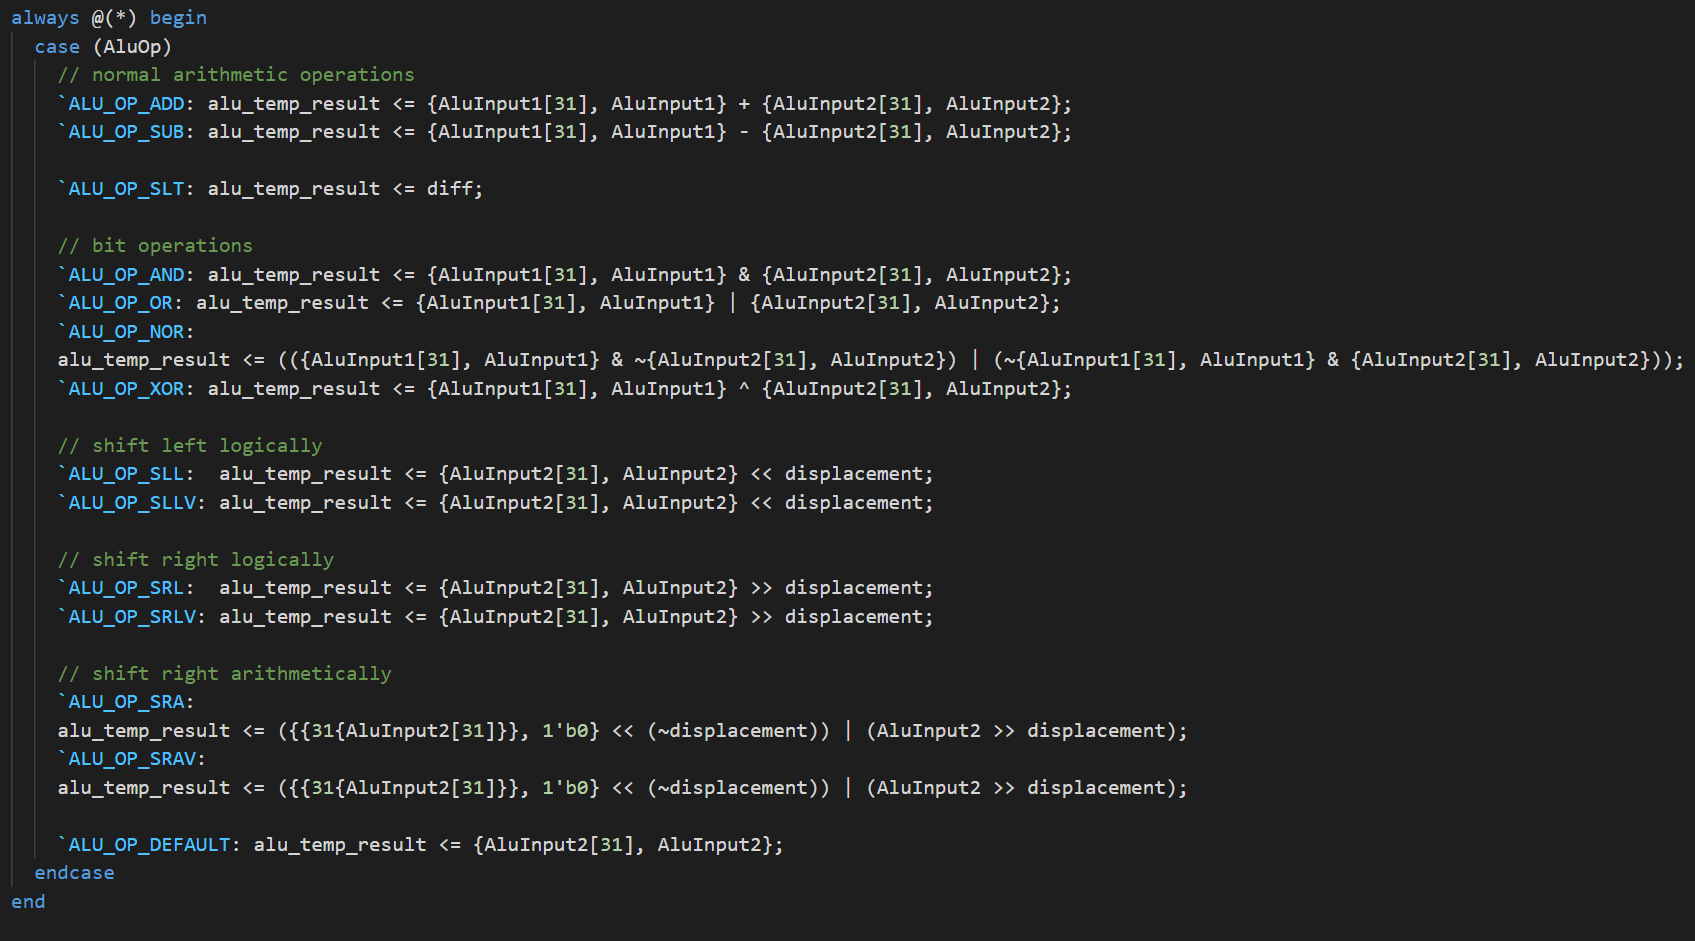 always @(*) begin
case (AluOp)
// normal arithmetic operations
`ALU_OP_ADD: alu_temp_result <= {AluInput1[31], AluInput1} + {AluInput2[31], AluInput2};
`ALU_OP_SUB: alu_temp_result <= {AluInput1[31], AluInput1} - {AluInput2[31], AluInput2};
`ALU_OP_SLT: alu_temp_result <= diff;
// bit operations
`ALU_OP_AND: alu_temp_result <= {AluInput1[31], AluInput1} & {AluInput2[31], AluInput2};
`ALU_OP_OR: alu_temp_result <= {AluInput1[31], AluInput1} | {AluInput2[31], AluInput2};
`ALU_OP_NOR:
alu_temp_result <= (({AluInput1[31], AluInput1} & ~{AluInput2[31], AluInput2}) | (~{AluInput1[31], AluInput1} & {AluInput2[31], AluInput2}));
`ALU_OP_XOR: alu_temp_result <= {AluInput1[31], AluInput1} ^ {AluInput2[31], AluInput2};
// shift left logically
`ALU_OP_SLL:  alu_temp_result <= {AluInput2[31], AluInput2} << displacement;
`ALU_OP_SLLV: alu_temp_result <= {AluInput2[31], AluInput2} << displacement;
// shift right logically
`ALU_OP_SRL:  alu_temp_result <= {AluInput2[31], AluInput2} >> displacement;
`ALU_OP_SRLV: alu_temp_result <= {AluInput2[31], AluInput2} >> displacement;
// shift right arithmetically
`ALU_OP_SRA:
alu_temp_result <= ({{31{AluInput2[31]}}, 1'b0} << (~displacement)) | (AluInput2 >> displacement);
`ALU_OP_SRAV:
alu_temp_result <= ({{31{AluInput2[31]}}, 1'b0} << (~displacement)) | (AluInput2 >> displacement);
`ALU_OP_DEFAULT: alu_temp_result <= {AluInput2[31], AluInput2};
endcase
end